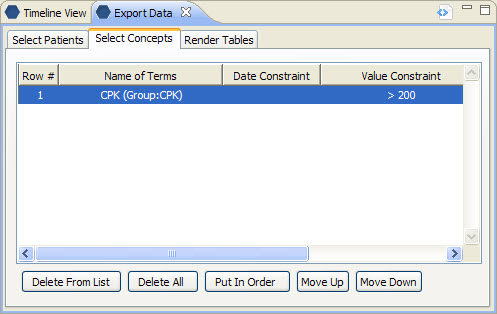 Timeline View Export Data
Select Patients Select Concepts Render Tables
Row # Name of Terms Date Constraint Value Constraint
1 CPK (Group:CPK) > 200
Delete From List Delete All Put In Order Move Up Move Down